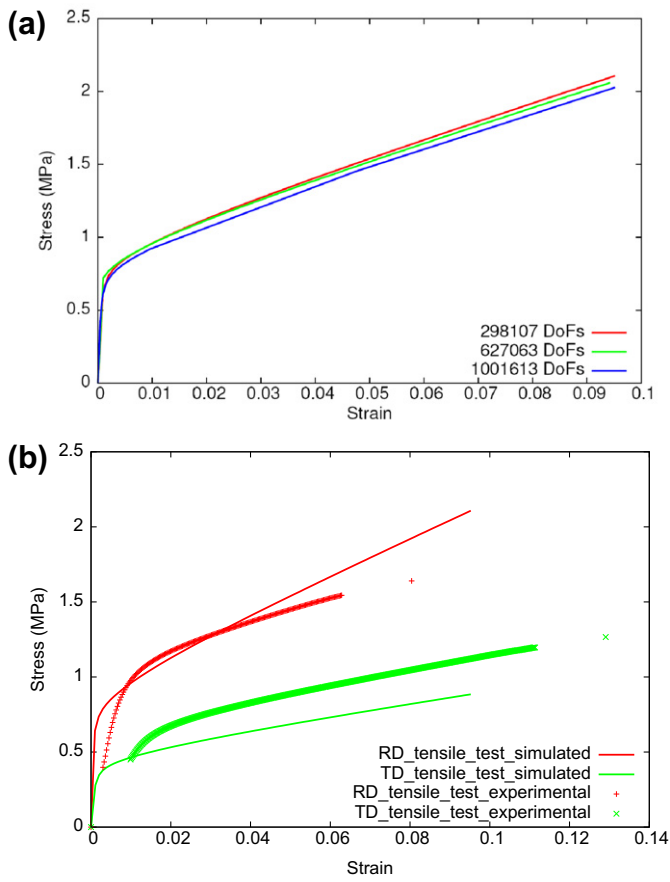 (a)
2.5
2
1.5
1
0.5
0
Stress (MPa)
298107 DoFs
627063 DoFs
1001613 DoFs
0 0.01 0.02 0.03 0.04 0.05 0.06 0.07 0.08 0.09 0.1
Strain
(b)
2.5
2
1.5
1
0.5
0
Stress (MPa)
RD_tensile_test_simulated
TD_tensile_test_simulated
RD_tensile_test_experimental
TD_tensile_test_experimental
0 0.02 0.04 0.06 0.08 0.1 0.12 0.14
Strain